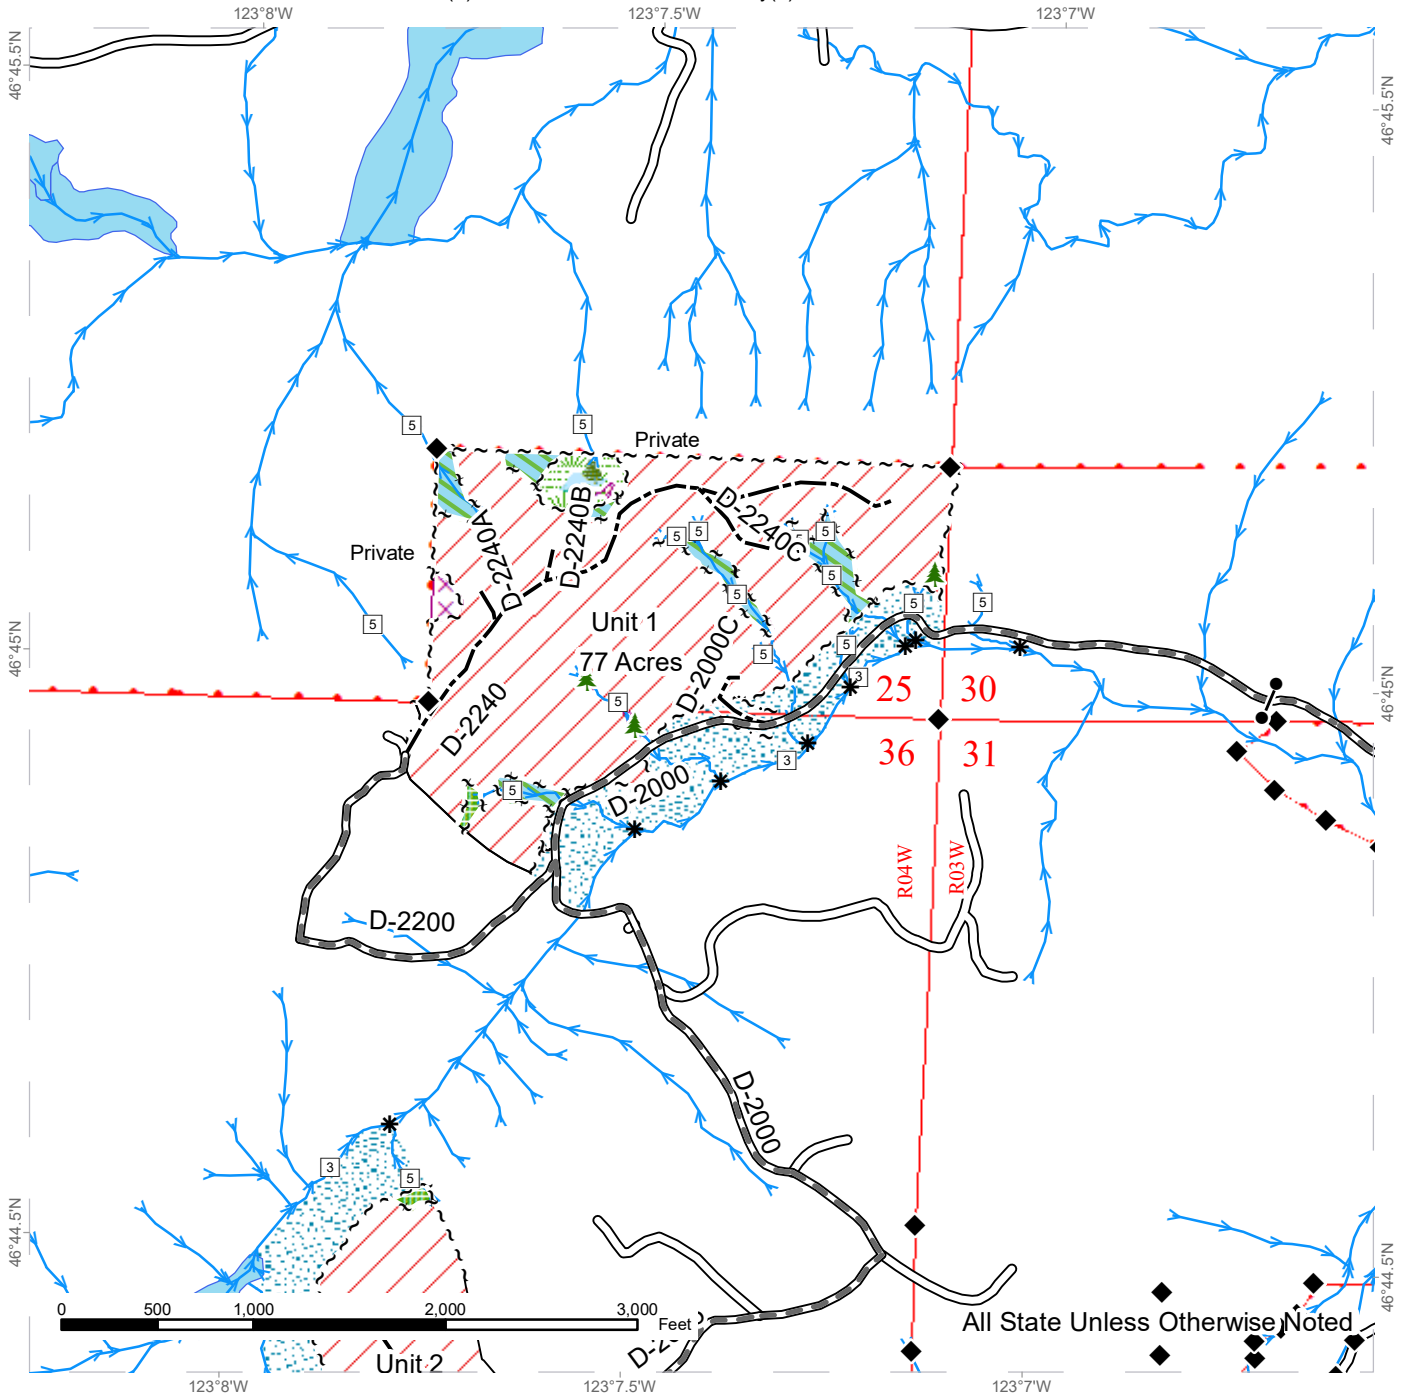 123°8'W
123°7.5'W
123°7'W
46°45.5'N
46°45.5'N
5
5
Private
Private
D-2240A
D-2240B
D-2240C
5
5
5
5
5
5
5
5
5
5
3
Unit 1
77 Acres
D-2000C
D-2240
5
5
D-2000
3
46°45'N
46°45'N
25
30
36
31
R04W
R03W
D-2200
D-2000
3
5
46°44.5'N
46°44.5'N
0
500
1,000
2,000
3,000
Feet
All State Unless Otherwise Noted
Unit 2
123°8'W
123°7.5'W
123°7'W